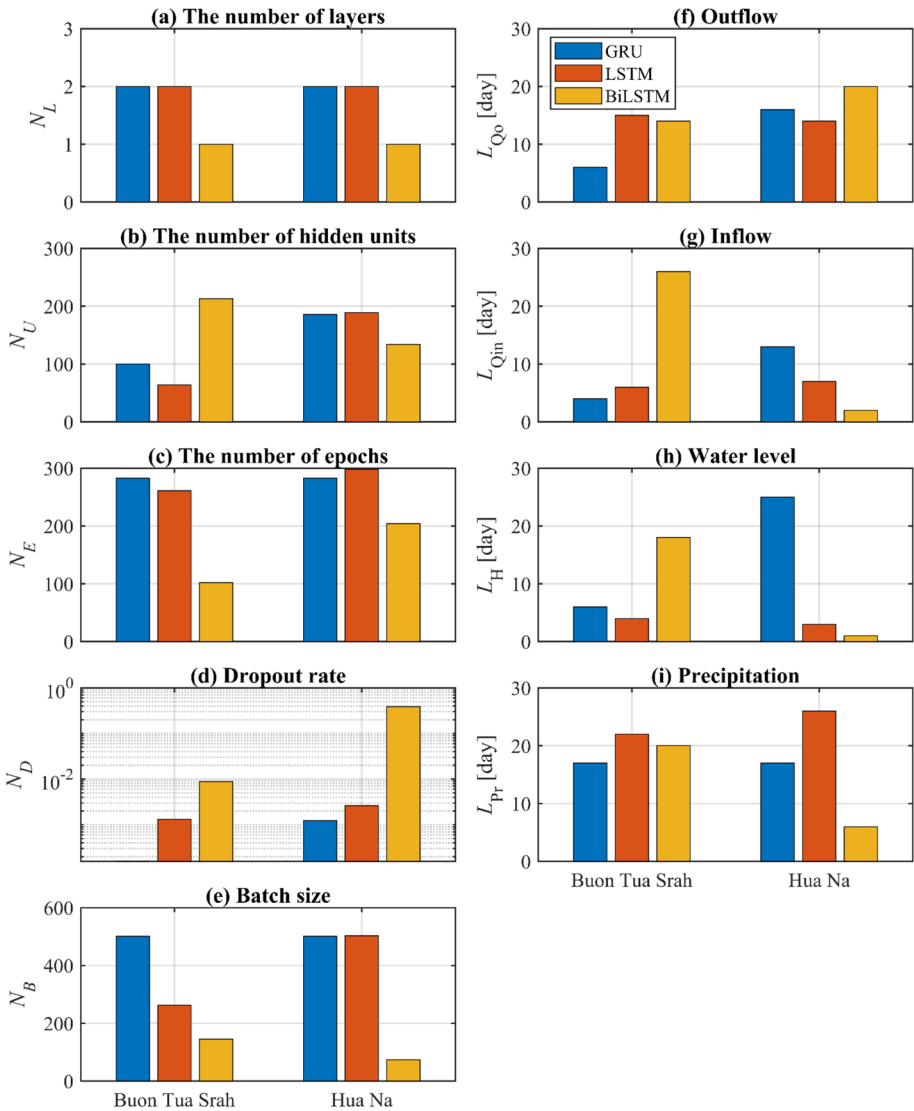 (a) The number of layers
3
2
1
0
N_L
(b) The number of hidden units
300
200
100
0
N_U
(c) The number of epochs
300
200
100
0
N_E
(d) Dropout rate
10^0
10^-2
N_D
(e) Batch size
600
400
200
0
N_B
Buon Tua Srah Hua Na
(f) Outflow
30
20
10
0
L_Qo [day]
GRU
LSTM
BiLSTM
(g) Inflow
30
20
10
0
L_Qin [day]
(h) Water level
30
20
10
0
L_H [day]
(i) Precipitation
30
20
10
0
L_Pr [day]
Buon Tua Srah Hua Na